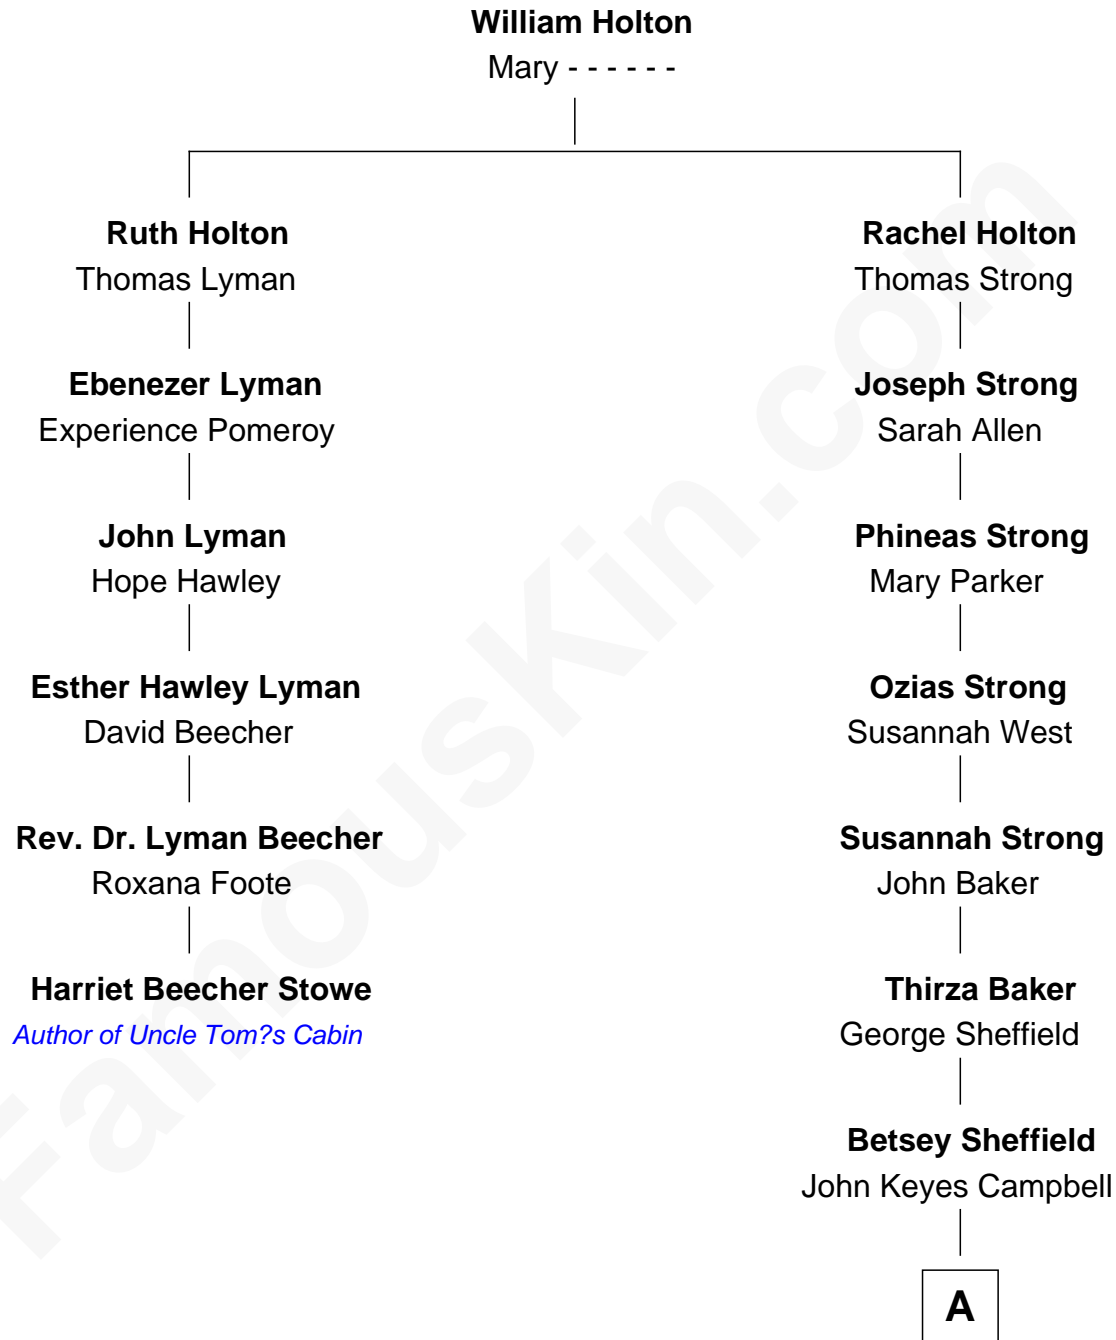 William Holton
Mary - - - - - -
Ruth Holton
Thomas Lyman
Rachel Holton
Thomas Strong
Ebenezer Lyman
Experience Pomeroy
Joseph Strong
Sarah Allen
John Lyman
Hope Hawley
Phineas Strong
Mary Parker
Esther Hawley Lyman
David Beecher
Ozias Strong
Susannah West
Rev. Dr. Lyman Beecher
Roxana Foote
Susannah Strong
John Baker
Harriet Beecher Stowe
Author of Uncle Tom?s Cabin
Thirza Baker
George Sheffield
Betsey Sheffield
John Keyes Campbell
A
FamousKin.com